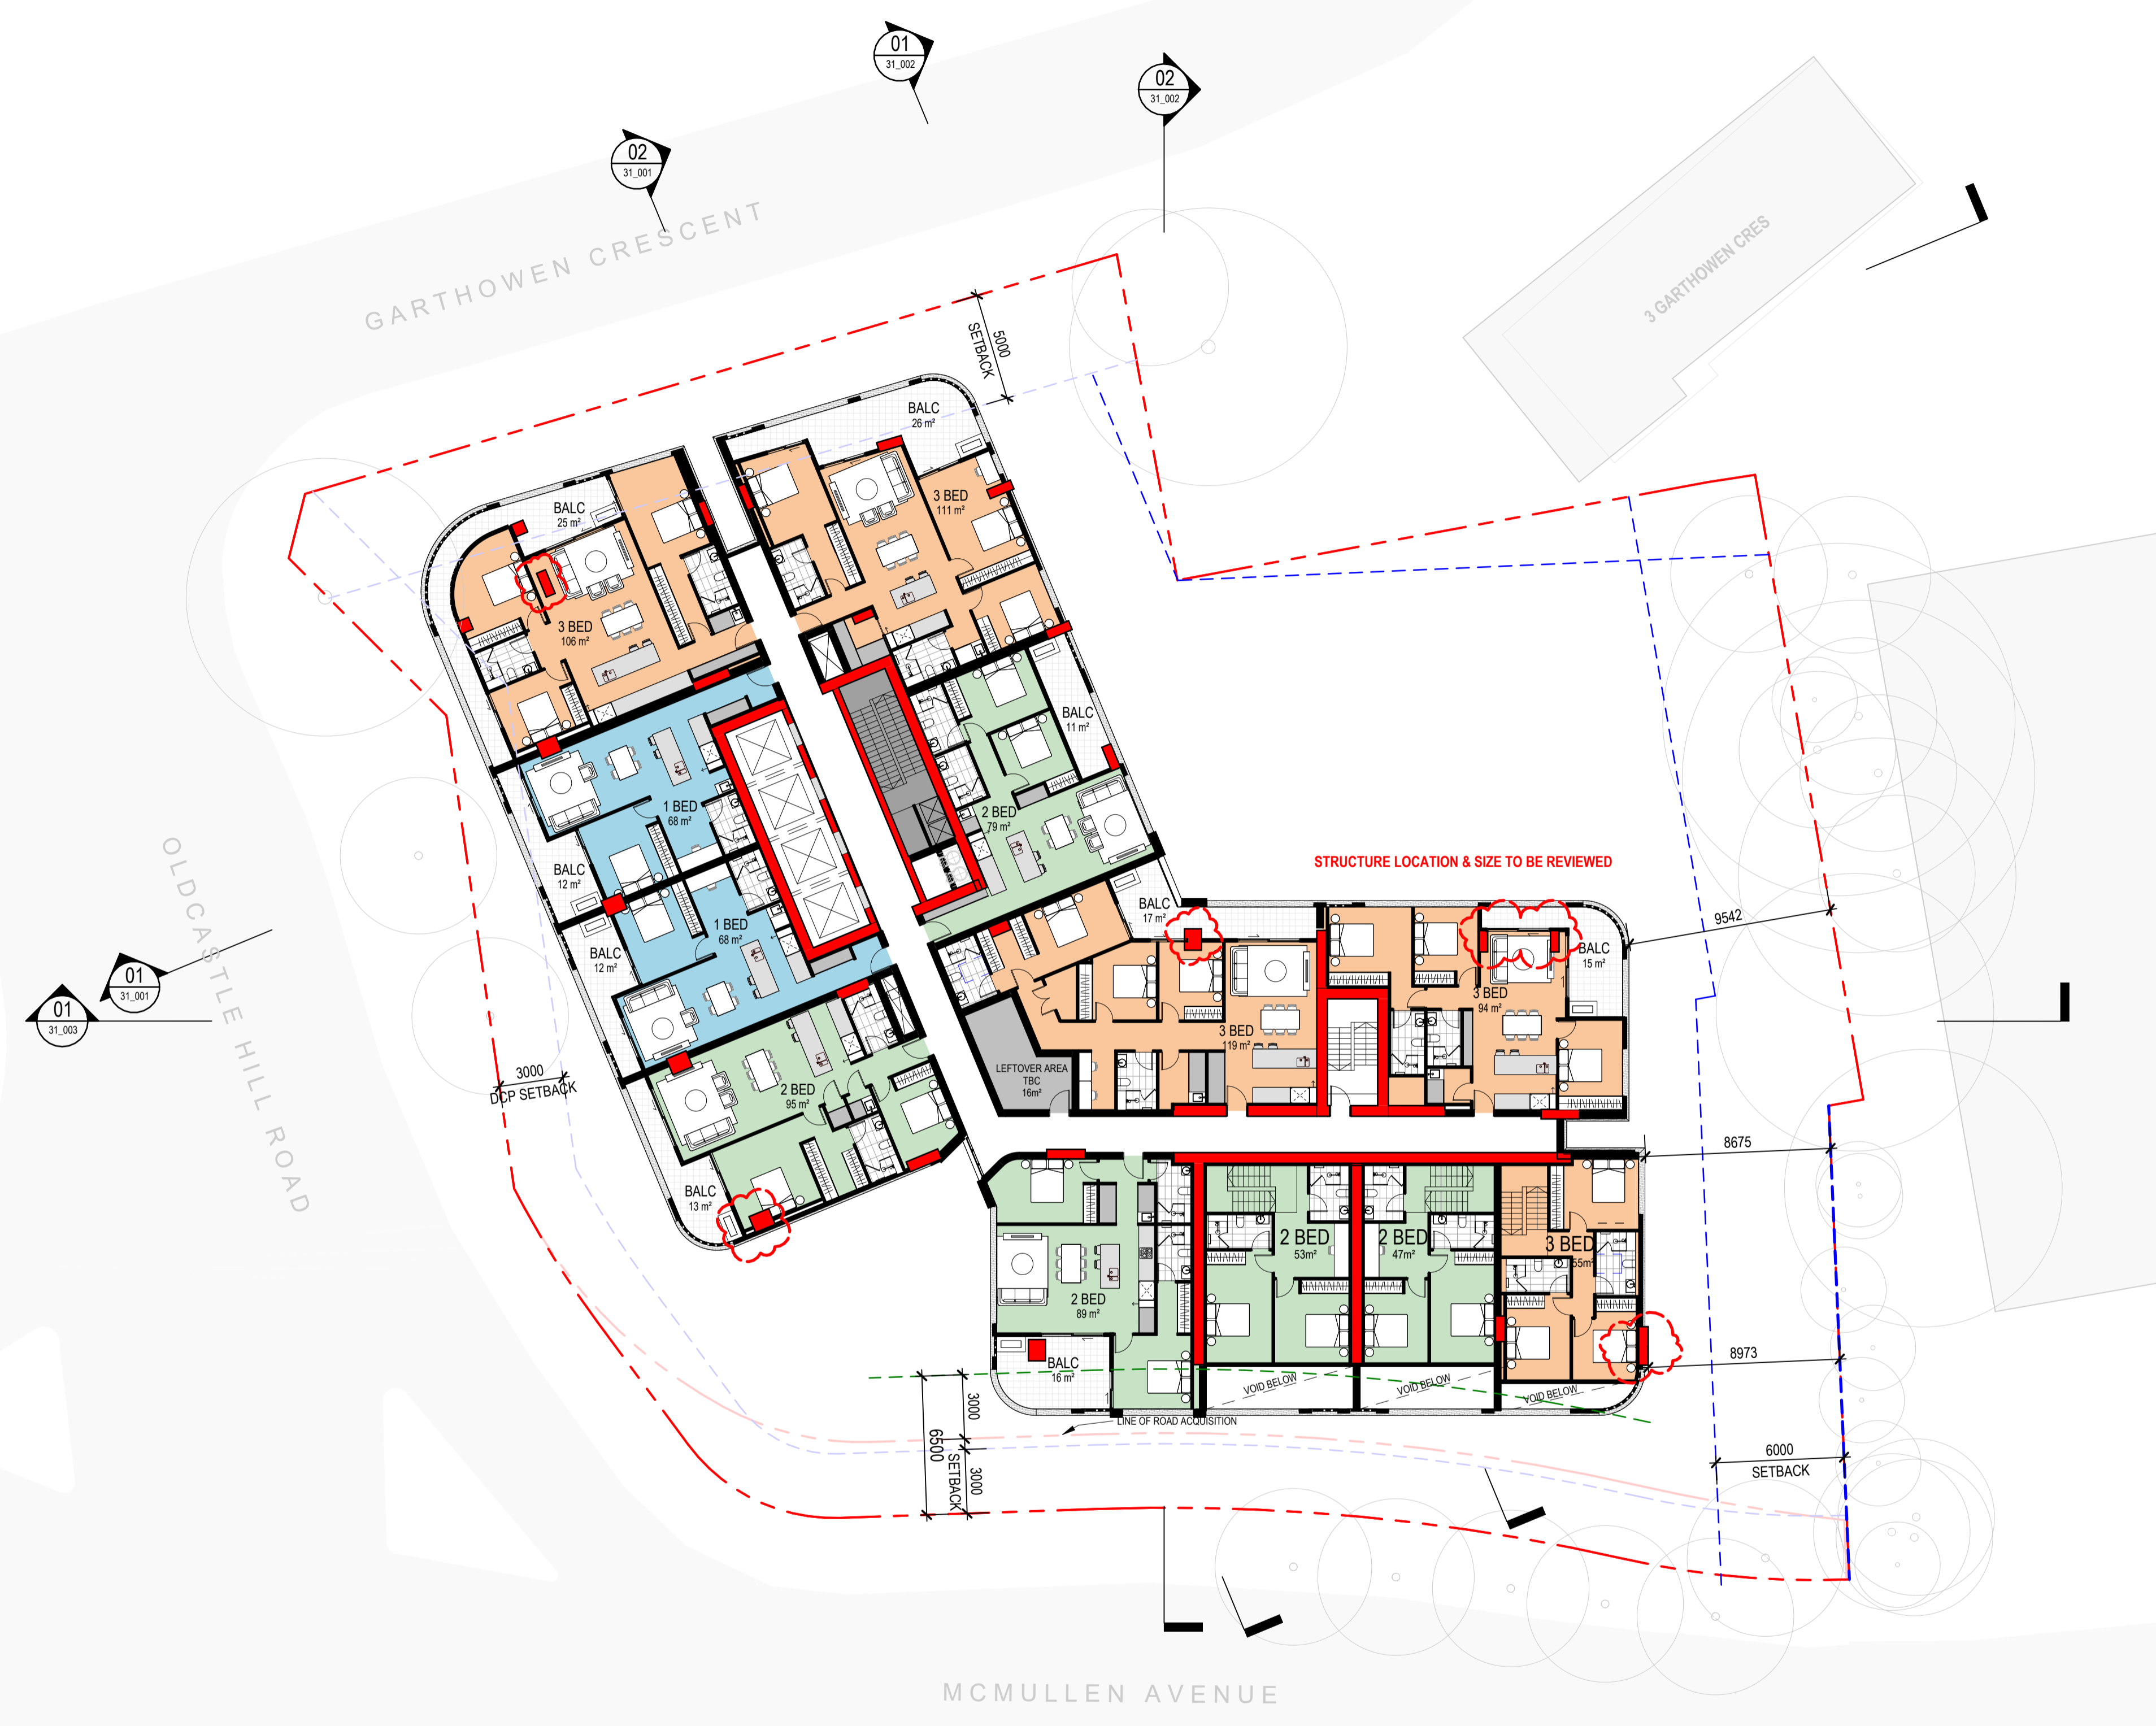 01
31_002
02
31_002
02
31_001
GARTHOWEN CRESCENT
3 GARTHOWEN CRES
5000
SETBACK
BALC
26 m²
3 BED
111 m²
BALC
25 m²
3 BED
106 m²
BALC
11 m²
2 BED
79 m²
1 BED
68 m²
BALC
12 m²
1 BED
68 m²
BALC
12 m²
STRUCTURE LOCATION & SIZE TO BE REVIEWED
BALC
17 m²
9542
BALC
15 m²
3 BED
94 m²
3 BED
119 m²
OLDCASTLE HILL ROAD
01
31_001
01
31_003
3000
DCP SETBACK
LEFTOVER AREA
TBC
16m²
2 BED
95 m²
BALC
13 m²
8675
2 BED
53m²
2 BED
47m²
3 BED
55m²
2 BED
89 m²
BALC
16 m²
8973
VOID BELOW
VOID BELOW
VOID BELOW
LINE OF ROAD ACQUISITION
3000
6500
SETBACK
3000
6000
SETBACK
MCMULLEN AVENUE